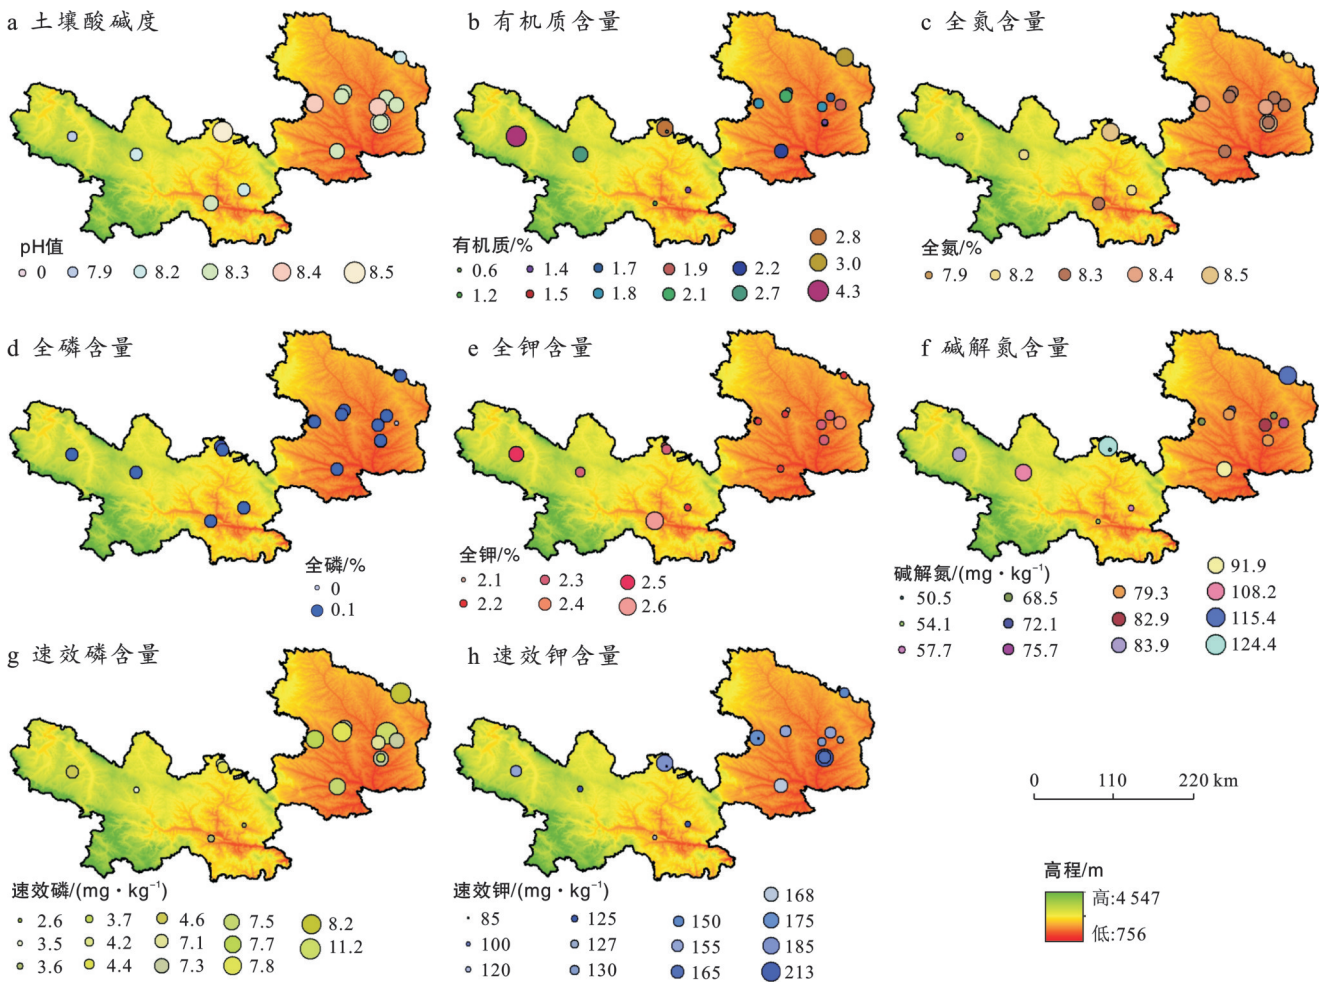 a 土壤酸碱度
b 有机质含量
c 全氮含量
pH值
0 7.9 8.2 8.3 8.4 8.5
有机质/%
0.6 1.4 1.7 1.9 2.2 2.8
1.2 1.5 1.8 2.1 2.7 3.0
4.3
全氮/%
7.9 8.2 8.3 8.4 8.5
d 全磷含量
e 全钾含量
f 碱解氮含量
全磷/%
0
0.1
全钾/%
2.1 2.3 2.5
2.2 2.4 2.6
碱解氮/(mg·kg⁻¹)
50.5 68.5 79.3 91.9
54.1 72.1 82.9 108.2
57.7 75.7 83.9 115.4
124.4
g 速效磷含量
h 速效钾含量
速效磷/(mg·kg⁻¹)
2.6 3.7 4.6 7.5 8.2
3.5 4.2 7.1 7.7 11.2
3.6 4.4 7.3 7.8
速效钾/(mg·kg⁻¹)
85 125 150 168
100 127 155 175
120 130 165 185
213
0 110 220 km
高程/m
高:4 547
低:756